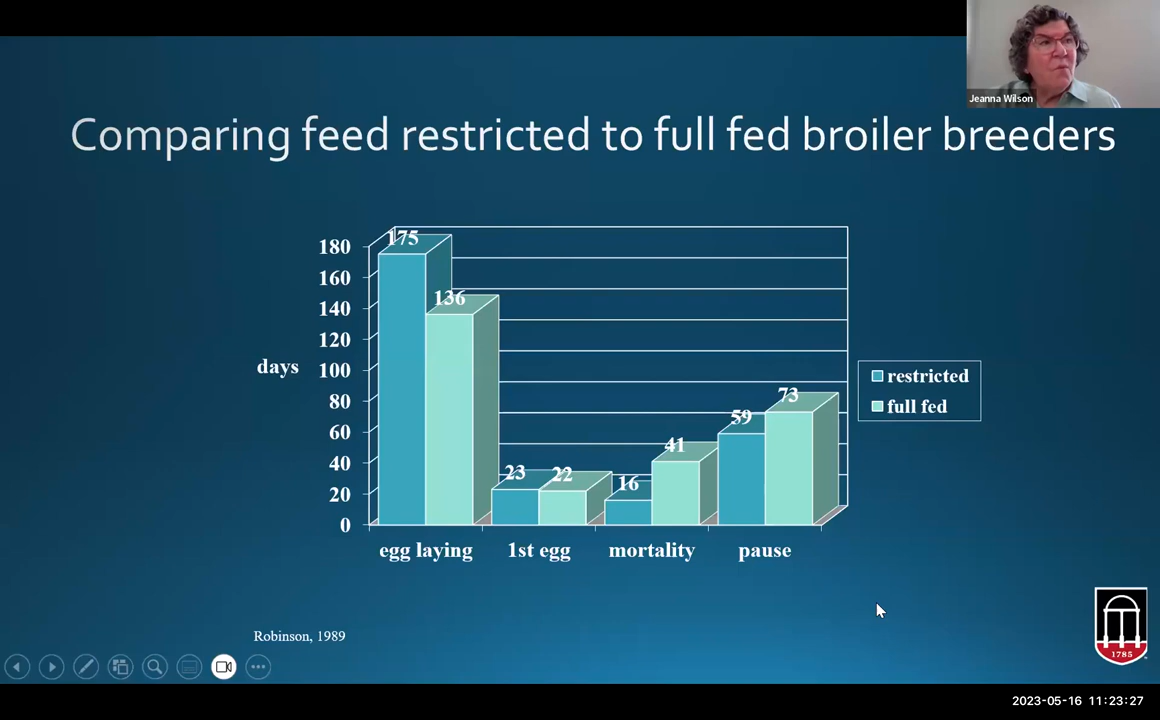 Jeanna Wilson
Comparing feed restricted to full fed broiler breeders
180
160
140
120
100
80
60
40
20
0
days
175
136
23
22
16
41
59
73
egg laying
1st egg
mortality
pause
restricted
full fed
Robinson, 1989
1785
2023-05-16 11:23:27